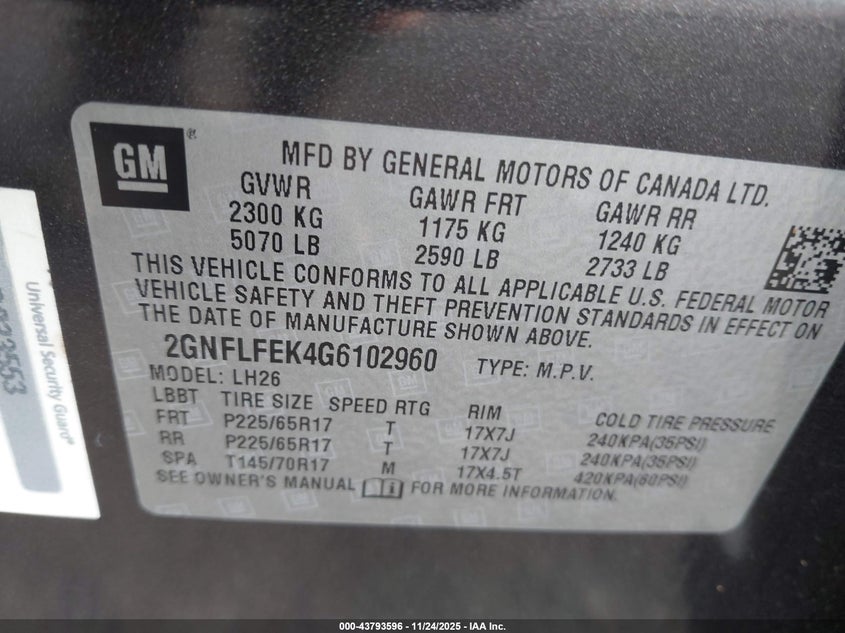 GM
®
MFD BY GENERAL MOTORS OF CANADA LTD.
GVWR GAWR FRT GAWR RR
2300 KG 1175 KG 1240 KG
5070 LB 2590 LB 2733 LB
THIS VEHICLE CONFORMS TO ALL APPLICABLE U.S. FEDERAL MOTOR
VEHICLE SAFETY AND THEFT PREVENTION STANDARDS IN EFFECT ON
THE DATE OF MANUFACTURE SHOWN ABOVE.
2GNFLFEK4G6102960 TYPE: M.P.V.
MODEL: LH26
LBBT TIRE SIZE SPEED RTG RIM COLD TIRE PRESSURE
FRT P225/65R17 T 17X7J 240KPA(35PSI)
RR P225/65R17 T 17X7J 240KPA(35PSI)
SPA T145/70R17 M 17X4.5T 420KPA(60PSI)
SEE OWNER'S MANUAL FOR MORE INFORMATION.
Universal Security Guard®
000-43793596 - 11/24/2025 - IAA Inc.